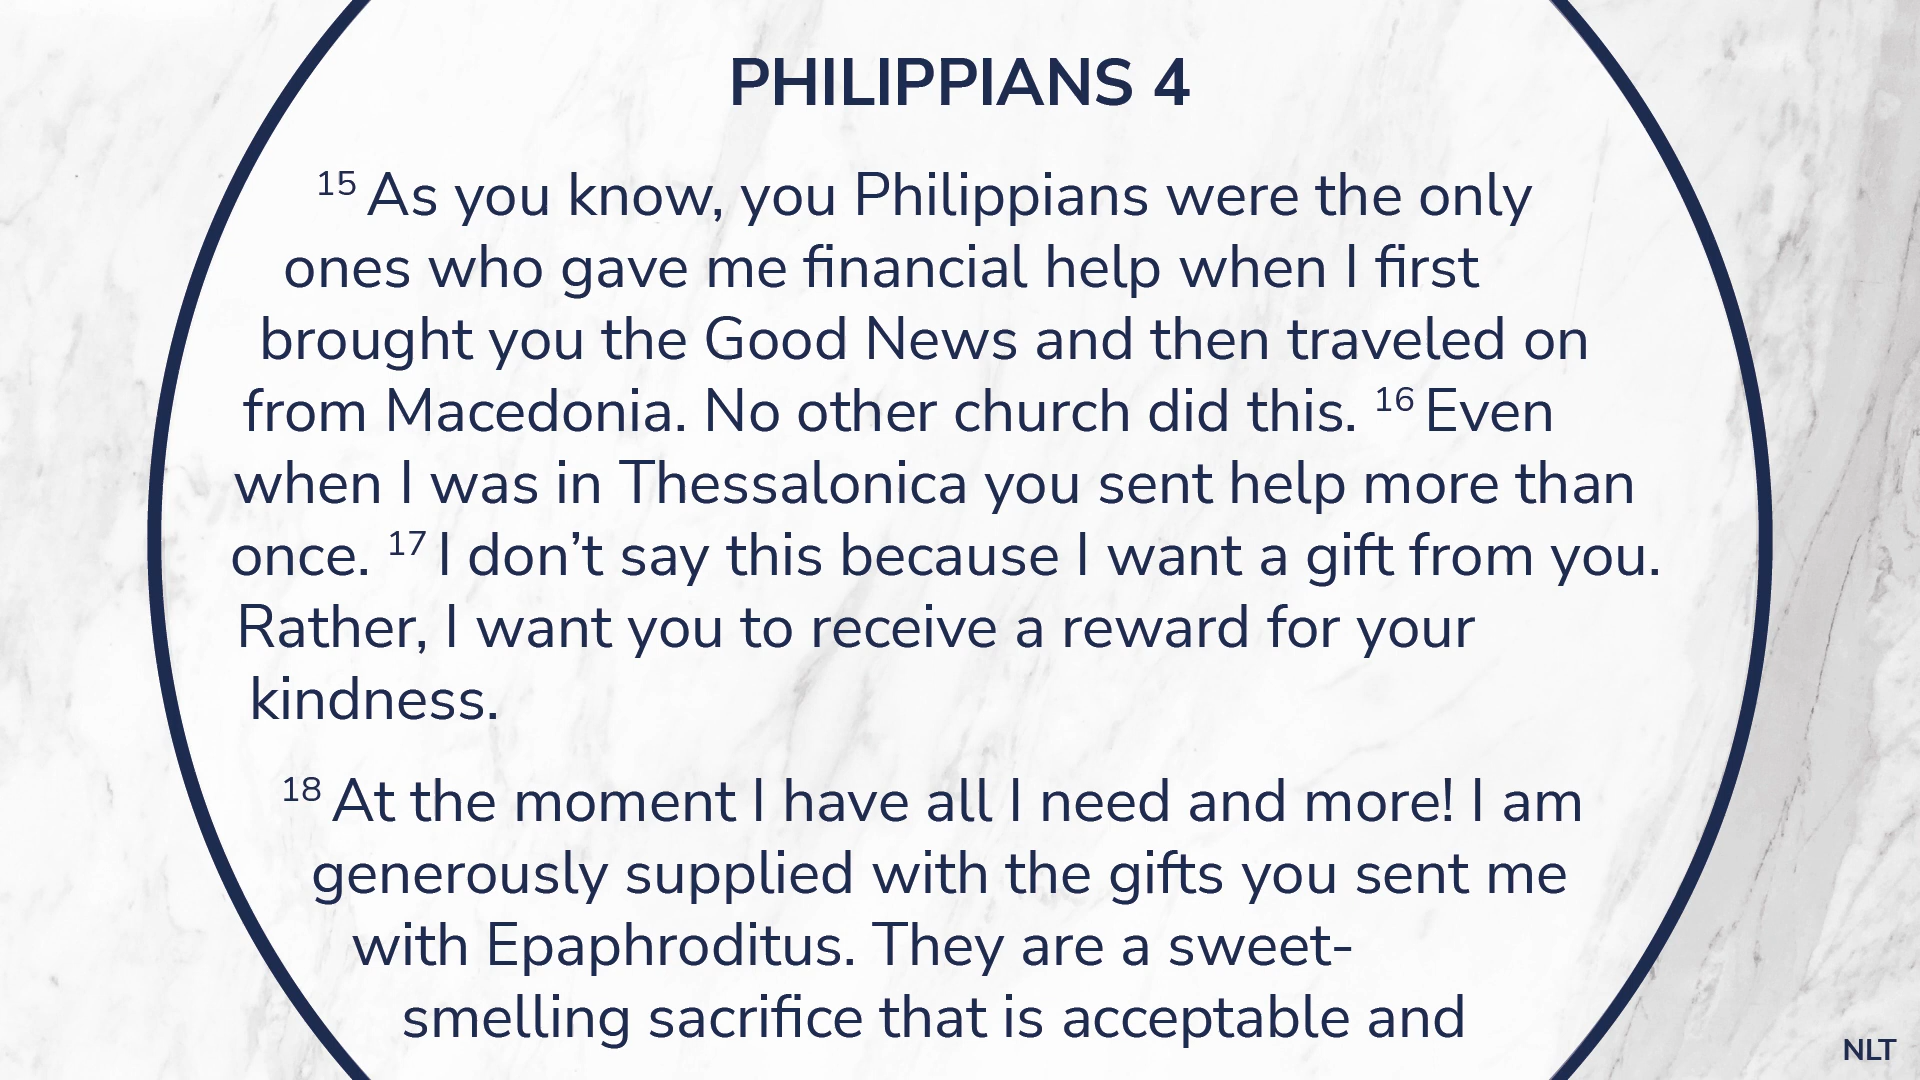 PHILIPPIANS 4
15 As you know, you Philippians were the only
ones who gave me financial help when I first
brought you the Good News and then traveled on
from Macedonia. No other church did this. 16 Even
when I was in Thessalonica you sent help more than
once. 17 I don’t say this because I want a gift from you.
Rather, I want you to receive a reward for your
kindness.
18 At the moment I have all I need and more! I am
generously supplied with the gifts you sent me
with Epaphroditus. They are a sweet-
smelling sacrifice that is acceptable and
NLT